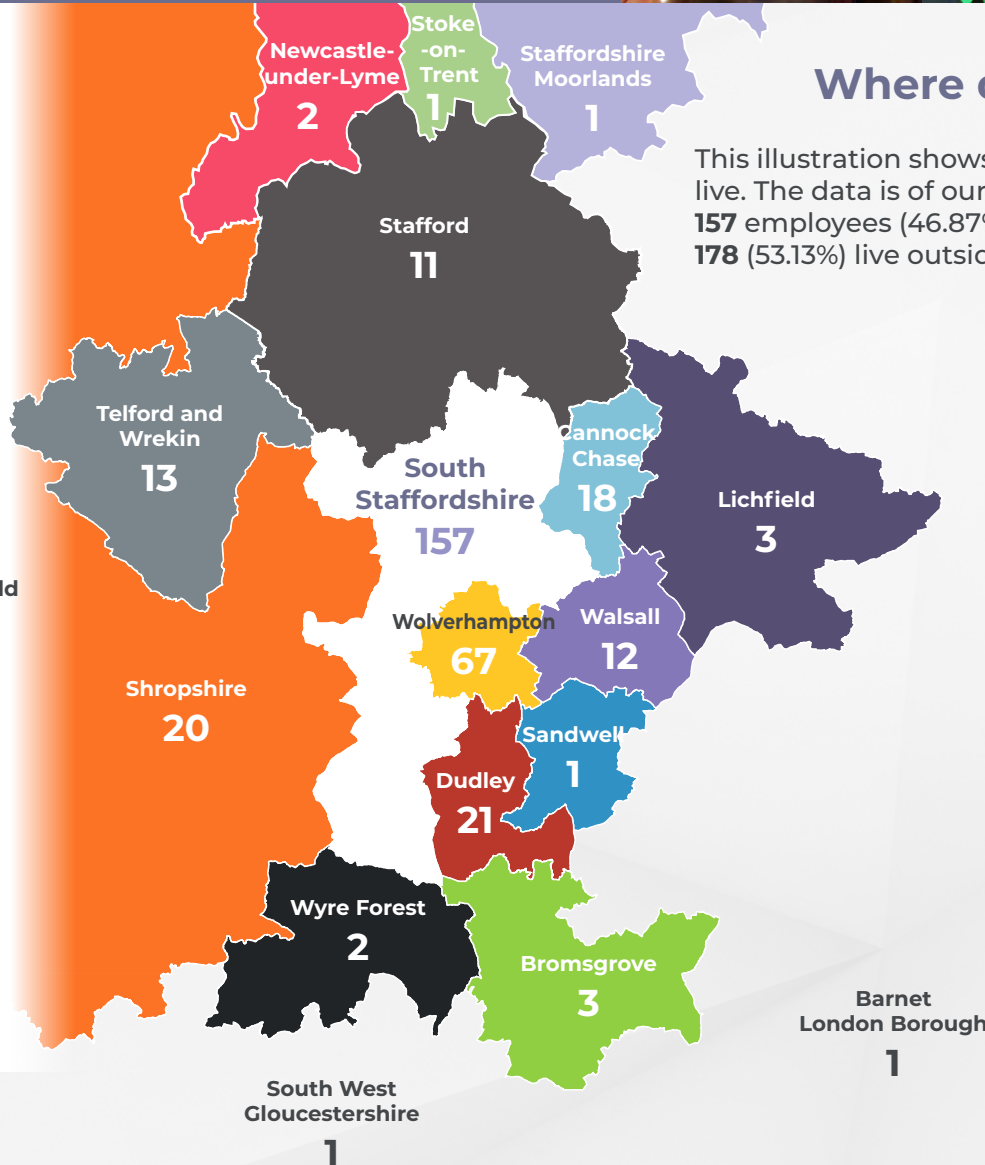 Newcastle-
under-Lyme
2
Stoke
-on-
Trent
1
Staffordshire
Moorlands
1
Where
This illustration shows
live. The data is of our
157 employees (46.87%
178 (53.13%) live outsid
Stafford
11
Telford and
Wrekin
13
South
Staffordshire
157
Cannock
Chase
18
Lichfield
3
ld
Wolverhampton
67
Walsall
12
Shropshire
20
Sandwell
1
Dudley
21
Wyre Forest
2
Bromsgrove
3
Barnet
London Borough
1
South West
Gloucestershire
1